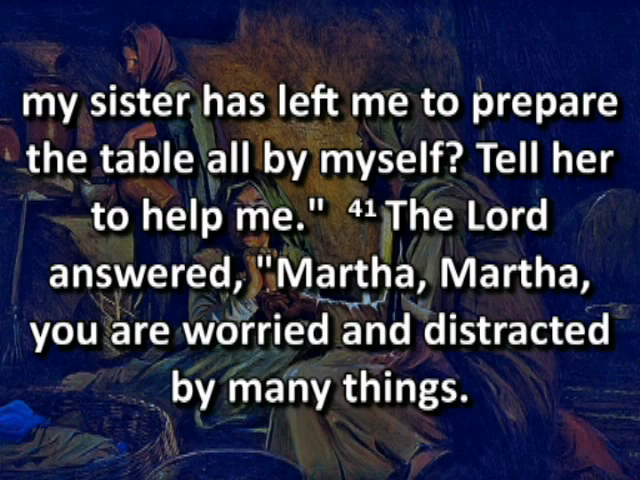 my sister has left me to prepare
the table all by myself? Tell her
to help me." ⁴¹ The Lord
answered, "Martha, Martha,
you are worried and distracted
by many things.